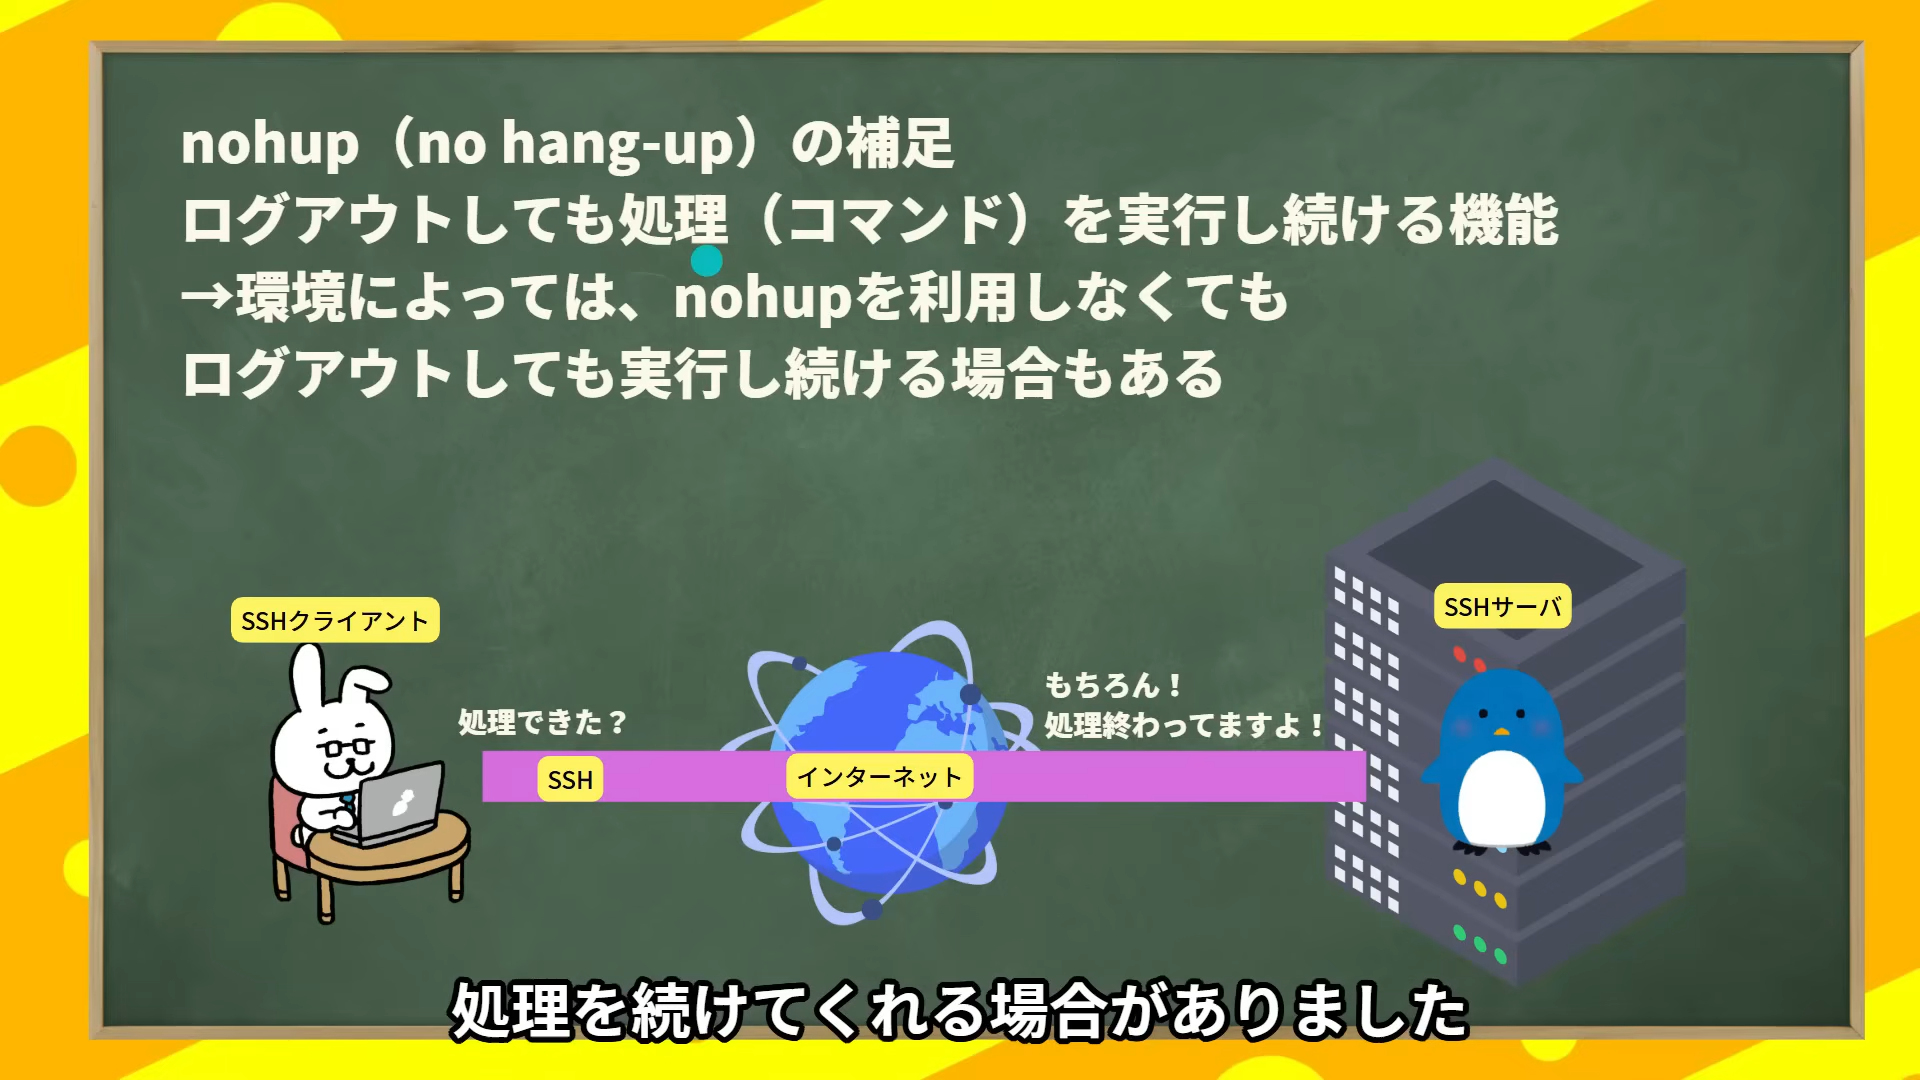 nohup（no hang-up）の補足
ログアウトしても処理（コマンド）を実行し続ける機能
→環境によっては、nohupを利用しなくても
ログアウトしても実行し続ける場合もある
SSHクライアント
SSHサーバ
処理できた？
もちろん！
処理終わってますよ！
SSH
インターネット
処理を続けてくれる場合がありました